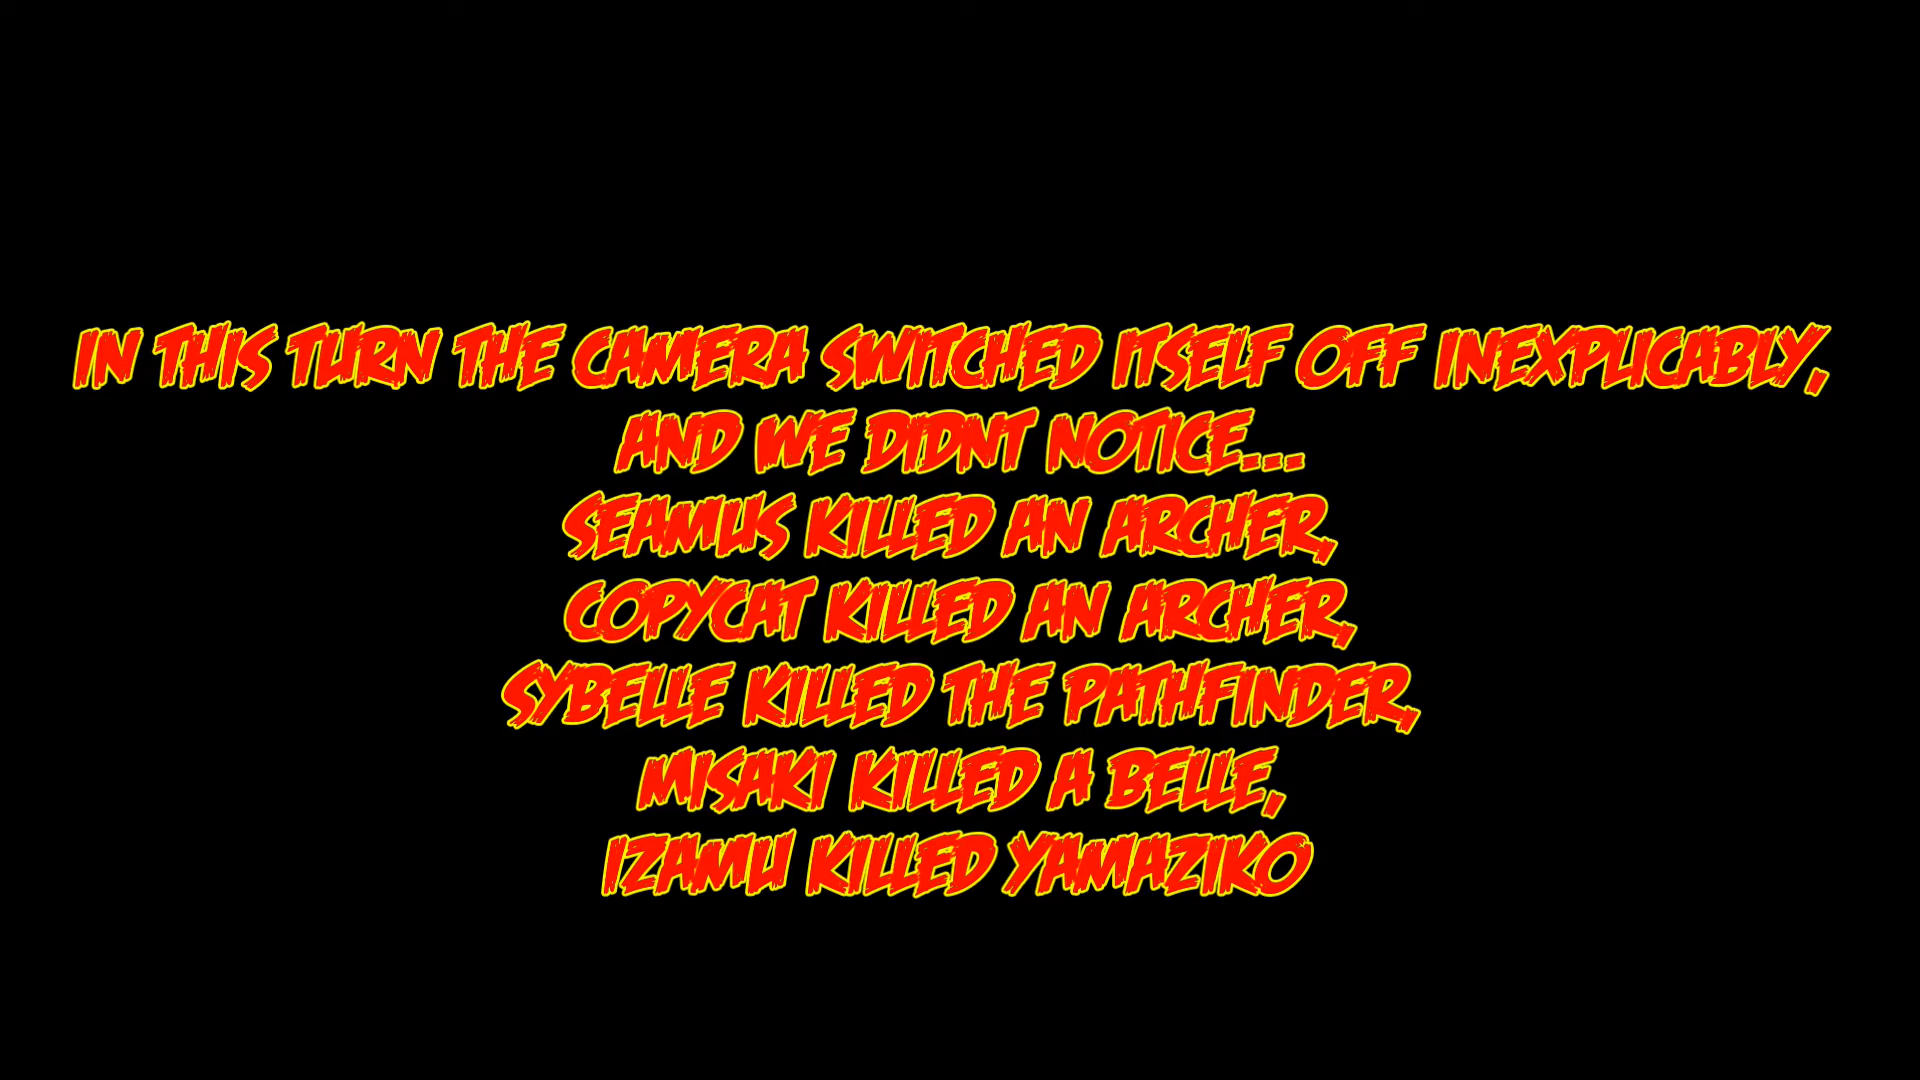 IN THIS TURN THE CAMERA SWITCHED ITSELF OFF INEXPLICABLY,
AND WE DIDNT NOTICE...
SEAMUS KILLED AN ARCHER,
COPYCAT KILLED AN ARCHER,
SYBELLE KILLED THE PATHFINDER,
MISAKI KILLED A BELLE,
IZAMU KILLED YAMAZIKO